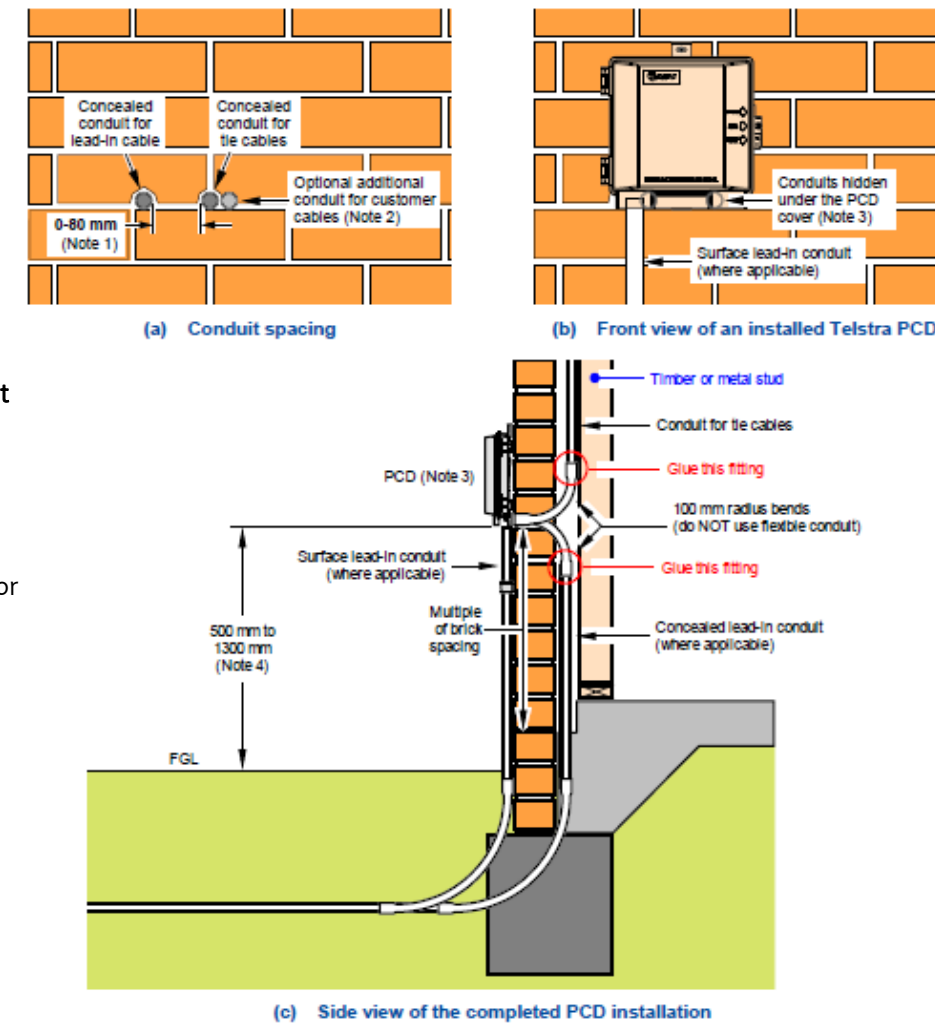 Concealed
conduit for
lead-in cable
Concealed
conduit for
tie cables
Optional additional
conduit for customer
cables (Note 2)
0-80 mm
(Note 1)
(a) Conduit spacing
Conduits hidden
under the PCD
cover (Note 3)
Surface lead-in conduit
(where applicable)
(b) Front view of an installed Telstra PCD
t
or
Timber or metal stud
Conduit for tie cables
PCD (Note 3)
Glue this fitting
100 mm radius bends
(do NOT use flexible conduit)
Surface lead-in conduit
(where applicable)
Glue this fitting
Multiple
of brick
spacing
500 mm to
1300 mm
(Note 4)
Concealed lead-in conduit
(where applicable)
FGL
(c) Side view of the completed PCD installation